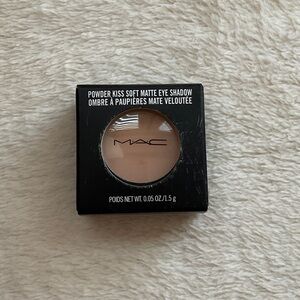 POWDER KISS SOFT MATTE EYE SHADOW
OMBRE À PAUPIÈRES MATE VELOUTÉE
MAC
POIDS NET WT. 0.05 OZ/1.5 g